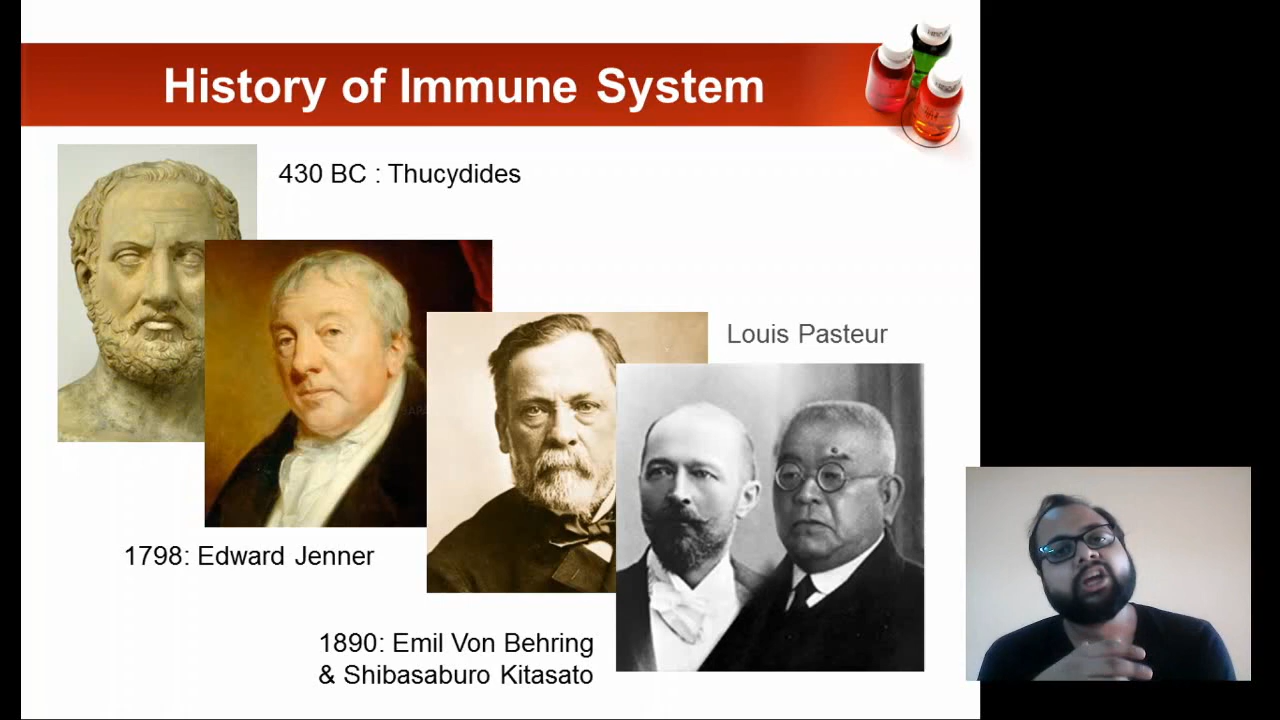 History of Immune System
430 BC : Thucydides
Louis Pasteur
1798: Edward Jenner
1890: Emil Von Behring
& Shibasaburo Kitasato